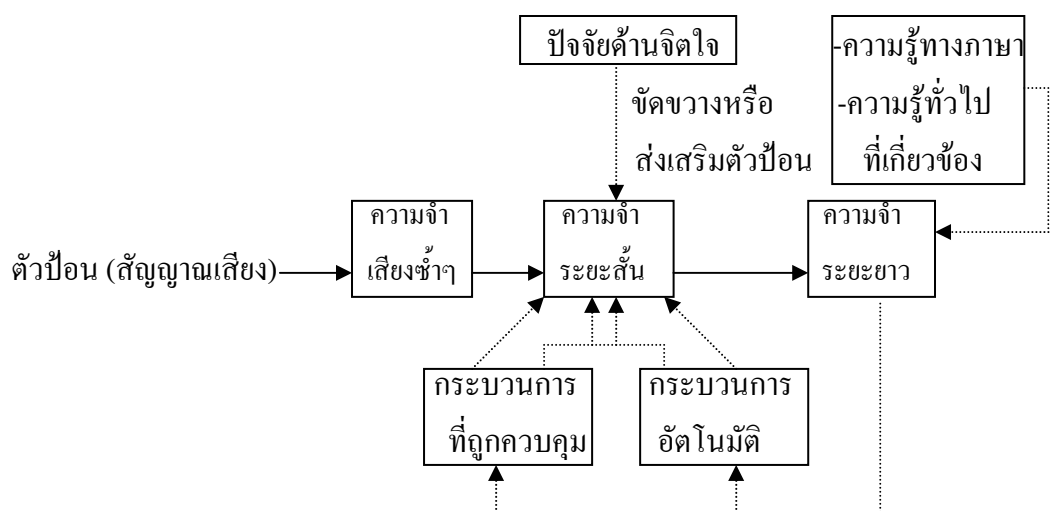 ปัจจัยด้านจิตใจ
-ความรู้ทางภาษา
-ความรู้ทั่วไป
ที่เกี่ยวข้อง
ขัดขวางหรือ
ส่งเสริมตัวป้อน
ตัวป้อน (สัญญาณเสียง)
ความจำ
เสียงซ้ำๆ
ความจำ
ระยะสั้น
ความจำ
ระยะยาว
กระบวนการ
ที่ถูกควบคุม
กระบวนการ
อัตโนมัติ